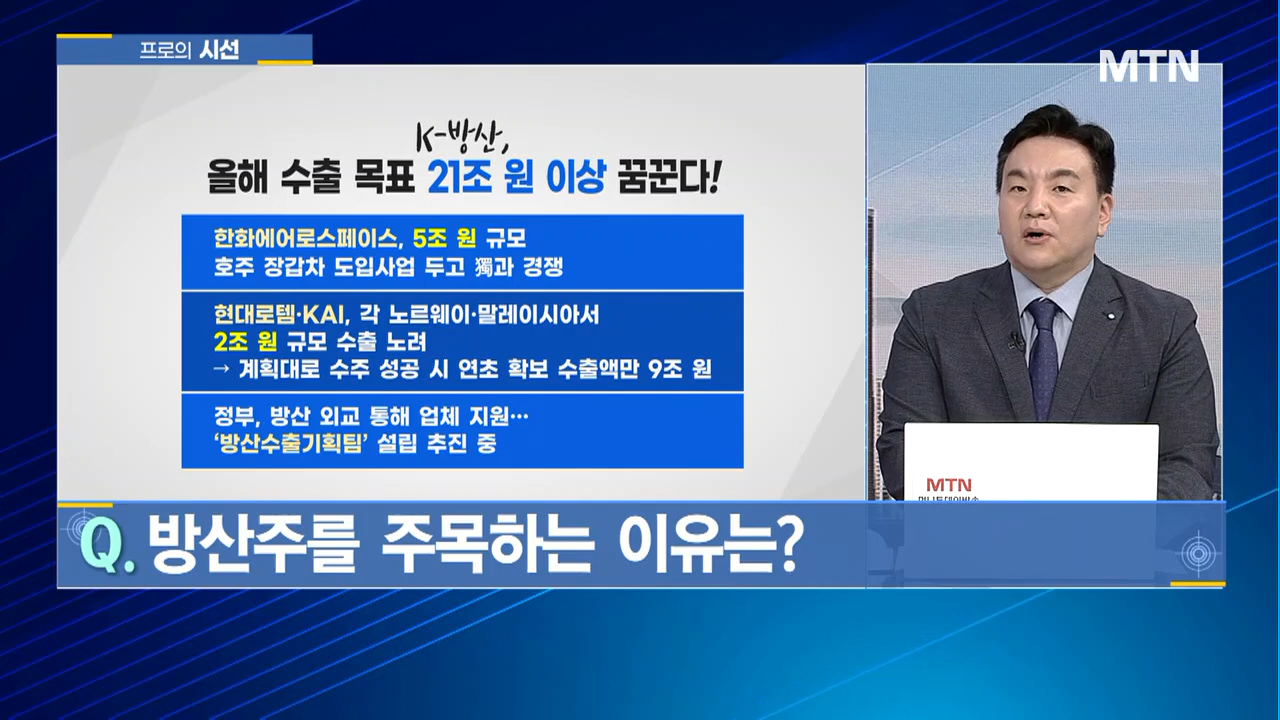 프로의 시선
MTN
K-방산,
올해 수출 목표 21조 원 이상 꿈꾼다!
한화에어로스페이스, 5조 원 규모
호주 장갑차 도입사업 두고 獨과 경쟁
현대로템·KAI, 각 노르웨이·말레이시아서
2조 원 규모 수출 노려
→ 계획대로 수주 성공 시 연초 확보 수출액만 9조 원
정부, 방산 외교 통해 업체 지원…
‘방산수출기획팀’ 설립 추진 중
MTN
Q. 방산주를 주목하는 이유는?